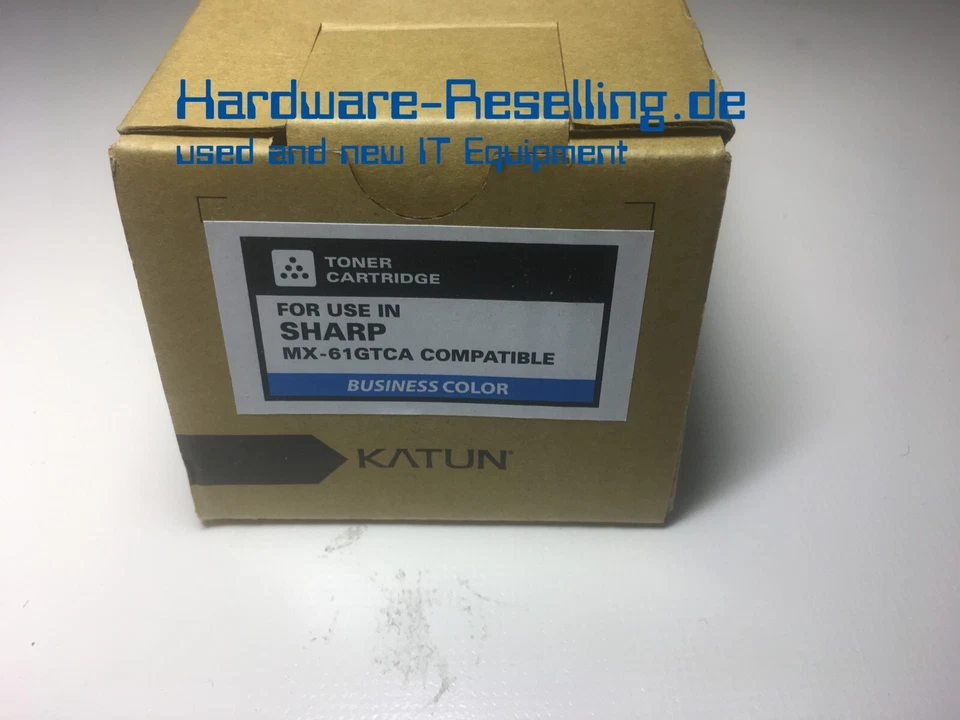 Hardware-Reselling.de
used and new IT Equipment
TONER
CARTRIDGE
FOR USE IN
SHARP
MX-61GTCA COMPATIBLE
BUSINESS COLOR
KATUN®